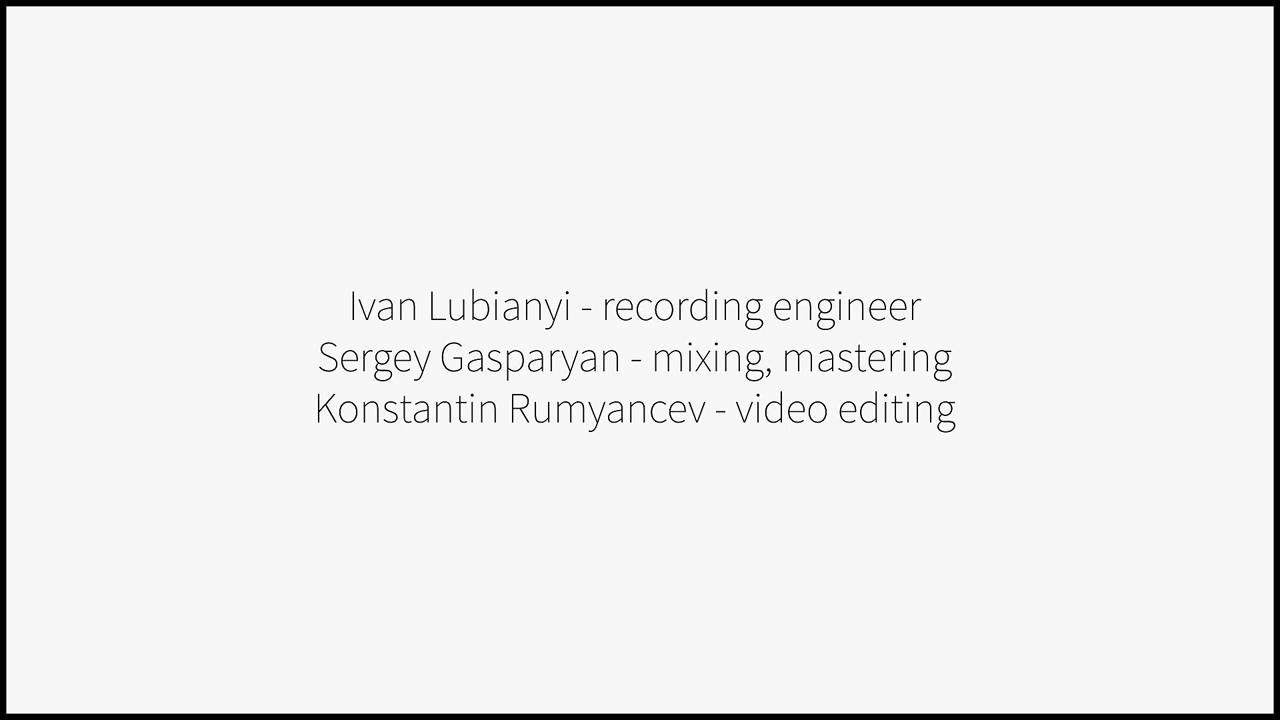 Ivan Lubianyi - recording engineer
Sergey Gasparyan - mixing, mastering
Konstantin Rumyancev - video editing